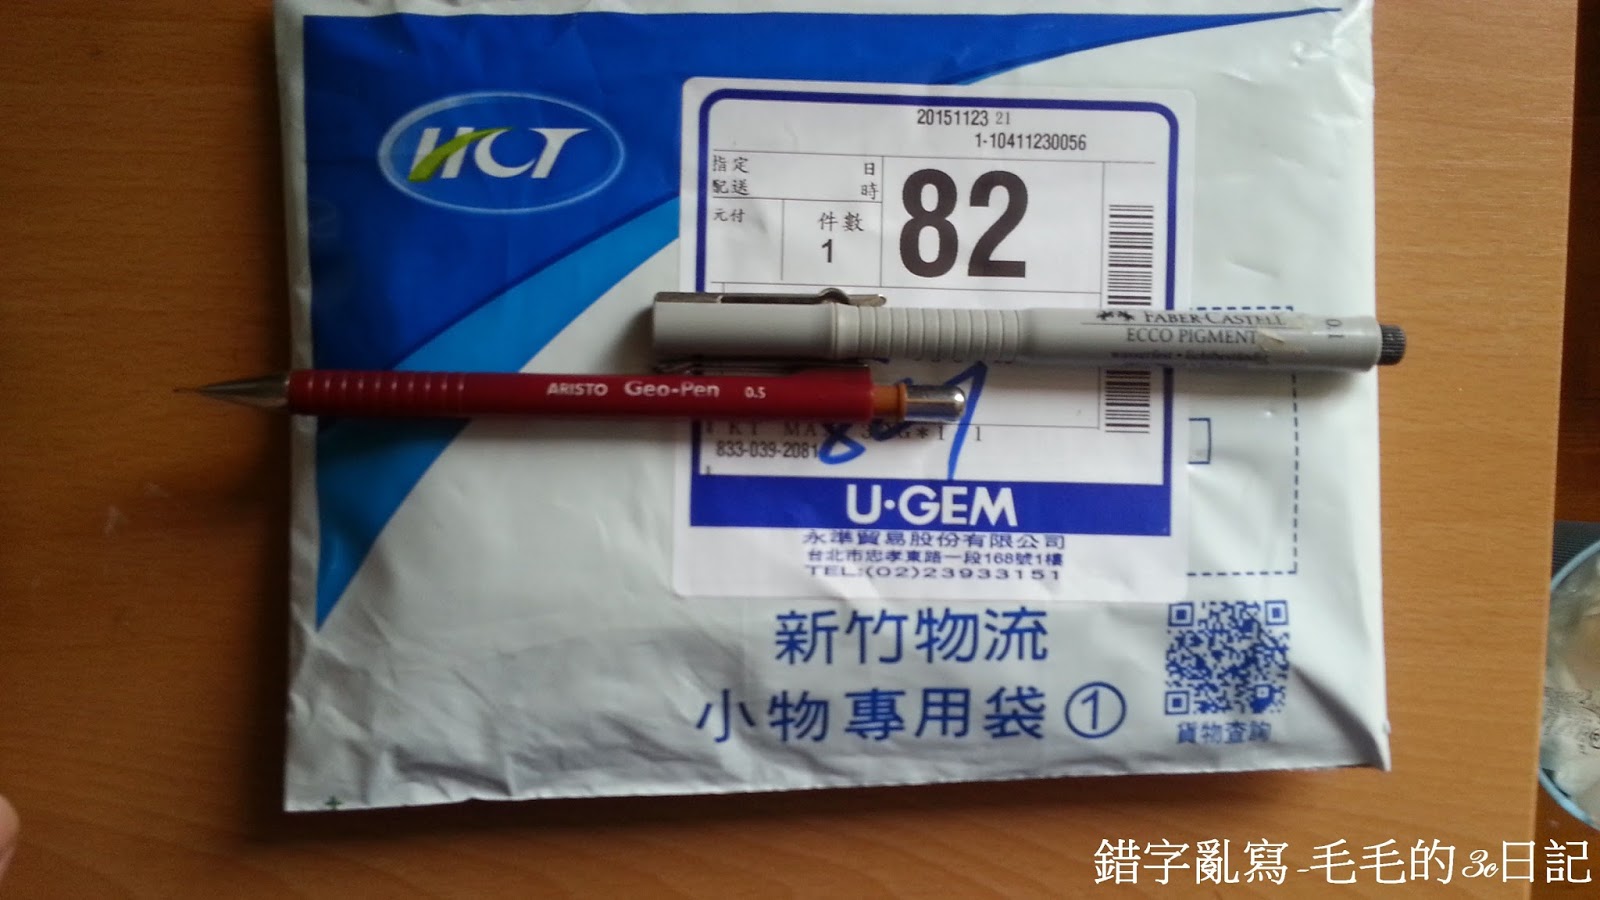 HCT
20151123 21
1-10411230056
指定 日
配送 時
82
元付
件數
1
FABER-CASTELL
ECCO PIGMENT
ARISTO Geo-Pen 0.5
833-039-2081
U·GEM
永準貿易股份有限公司
台北市忠孝東路一段168號1樓
TEL:(02)23933151
新竹物流
小物專用袋①
貨物查詢
錯字亂寫-毛毛的3c日記